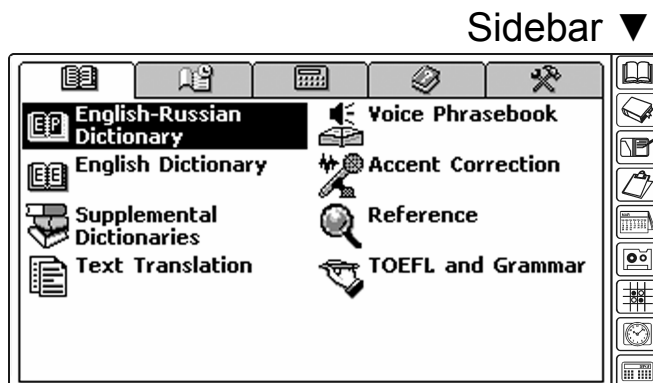 Sidebar ▼
English-Russian
Dictionary
English Dictionary
Supplemental
Dictionaries
Text Translation
Voice Phrasebook
Accent Correction
Reference
TOEFL and Grammar